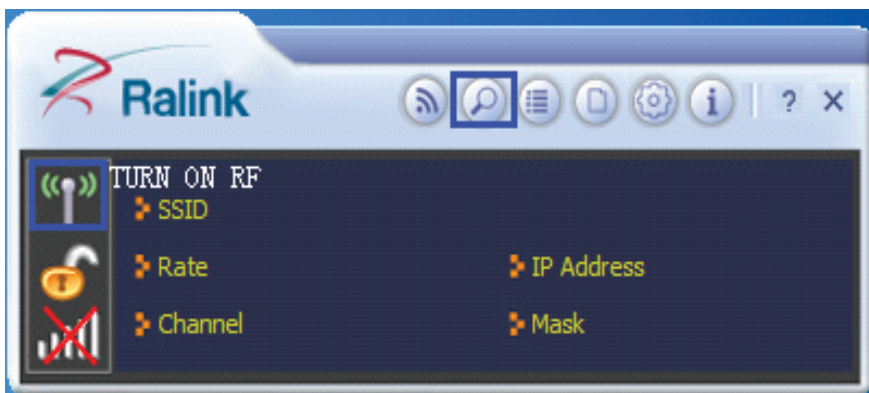 Ralink
i ? ×
TURN ON RF
SSID
Rate
IP Address
Channel
Mask